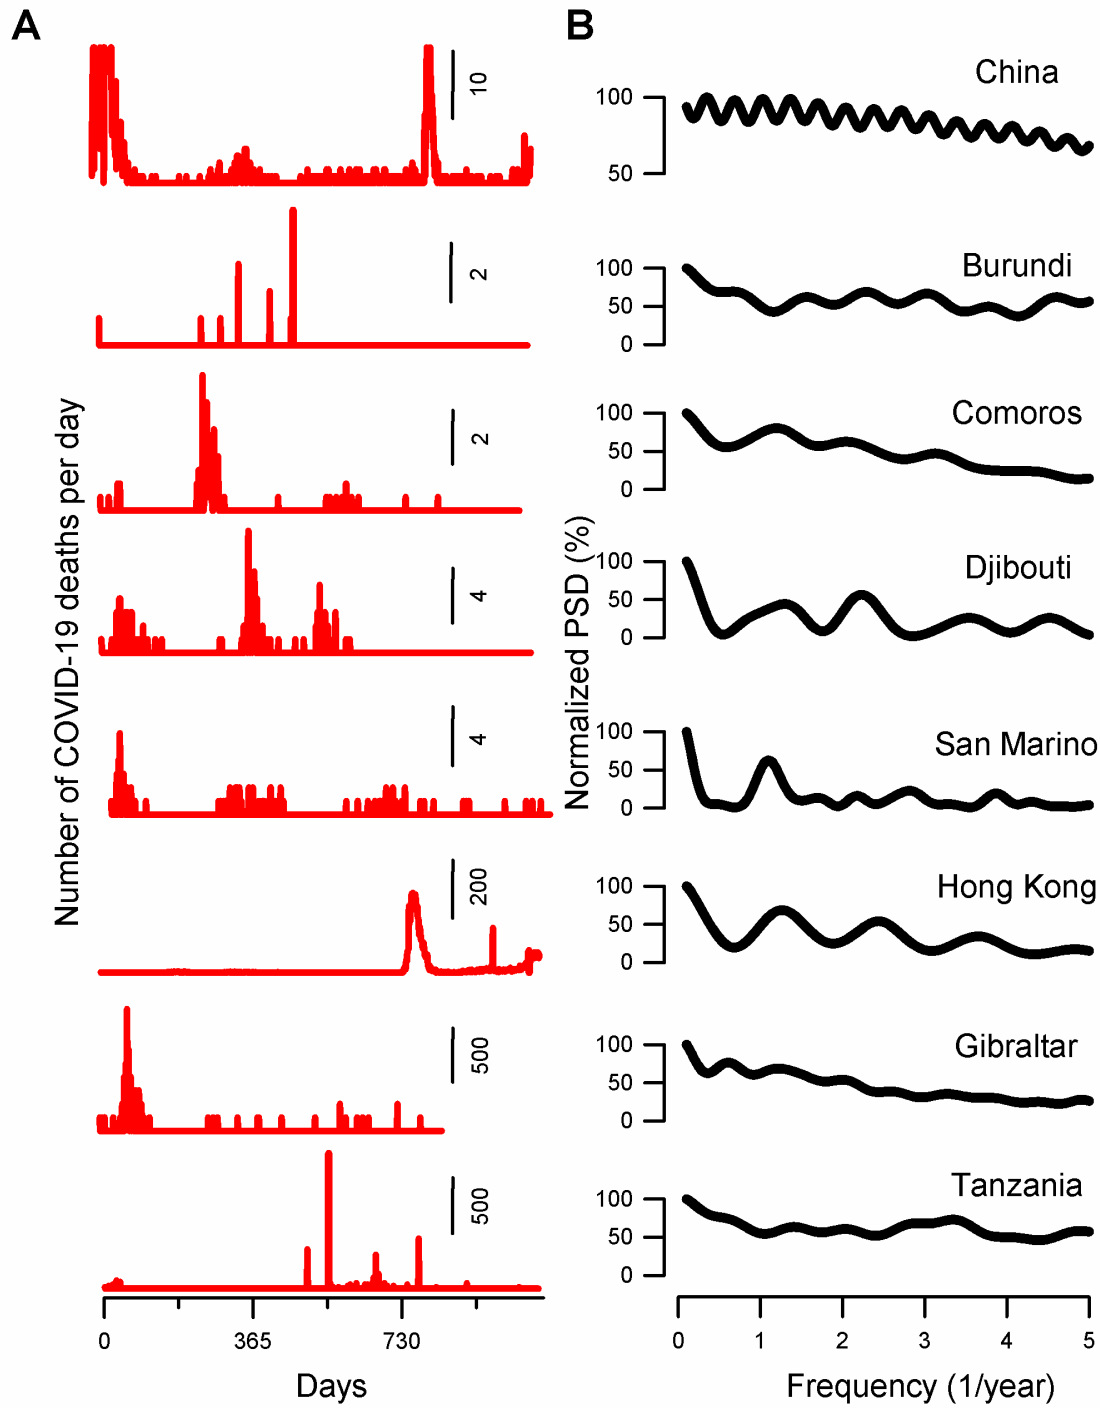 A
B
Number of COVID-19 deaths per day
Normalized PSD (%)
10
China
100
50
2
Burundi
100
50
0
2
Comoros
100
50
0
4
Djibouti
100
50
0
4
San Marino
100
50
0
200
Hong Kong
100
50
0
500
Gibraltar
100
50
0
500
Tanzania
100
50
0
0 365 730
Days
0 1 2 3 4 5
Frequency (1/year)